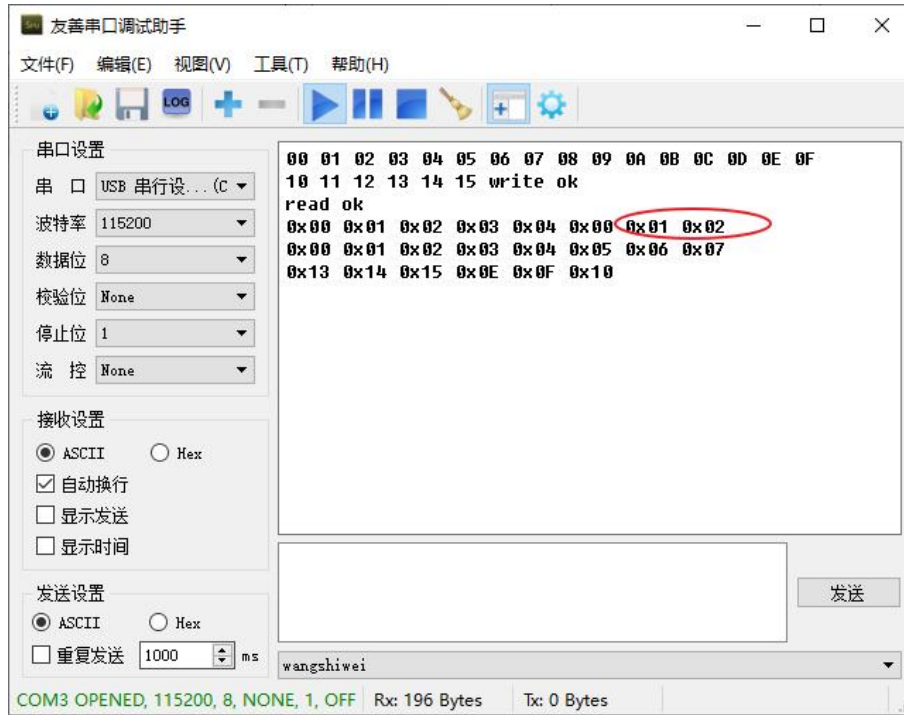 友善串口调试助手
文件(F) 编辑(E) 视图(V) 工具(T) 帮助(H)
LOG
串口设置
串 口 USB 串行设...(C
波特率 115200
数据位 8
校验位 None
停止位 1
流 控 None
接收设置
ASCII Hex
自动换行
显示发送
显示时间
发送设置
ASCII Hex
重复发送 1000 ms
00 01 02 03 04 05 06 07 08 09 0A 0B 0C 0D 0E 0F
10 11 12 13 14 15 write ok
read ok
0x00 0x01 0x02 0x03 0x04 0x00 0x01 0x02
0x00 0x01 0x02 0x03 0x04 0x05 0x06 0x07
0x13 0x14 0x15 0x0E 0x0F 0x10
发送
wangshiwei
COM3 OPENED, 115200, 8, NONE, 1, OFF Rx: 196 Bytes Tx: 0 Bytes